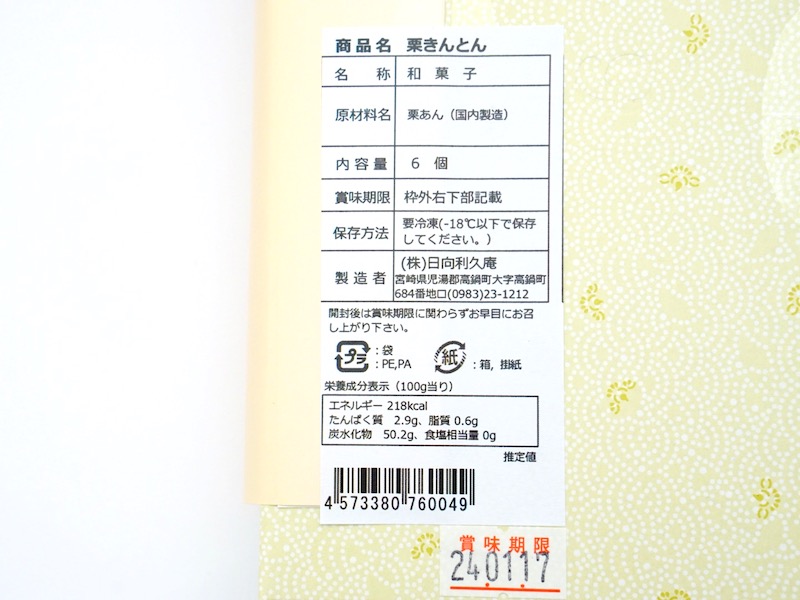 商品名 栗きんとん
名 称 和 菓 子
原材料名 栗あん（国内製造）
内容量 6 個
賞味期限 枠外右下部記載
保存方法 要冷凍(-18℃以下で保存
してください。)
製造者 (株)日向利久庵
宮崎県児湯郡高鍋町大字高鍋町
684番地口(0983)23-1212
開封後は賞味期限に関わらずお早目にお召
し上がり下さい。
プラ ：袋
：PE,PA
紙 ：箱, 掛紙
栄養成分表示（100g当り）
エネルギー 218kcal
たんぱく質 2.9g、脂質 0.6g
炭水化物 50.2g、食塩相当量 0g
推定値
4 573380 760049
賞味期限
24.01.17